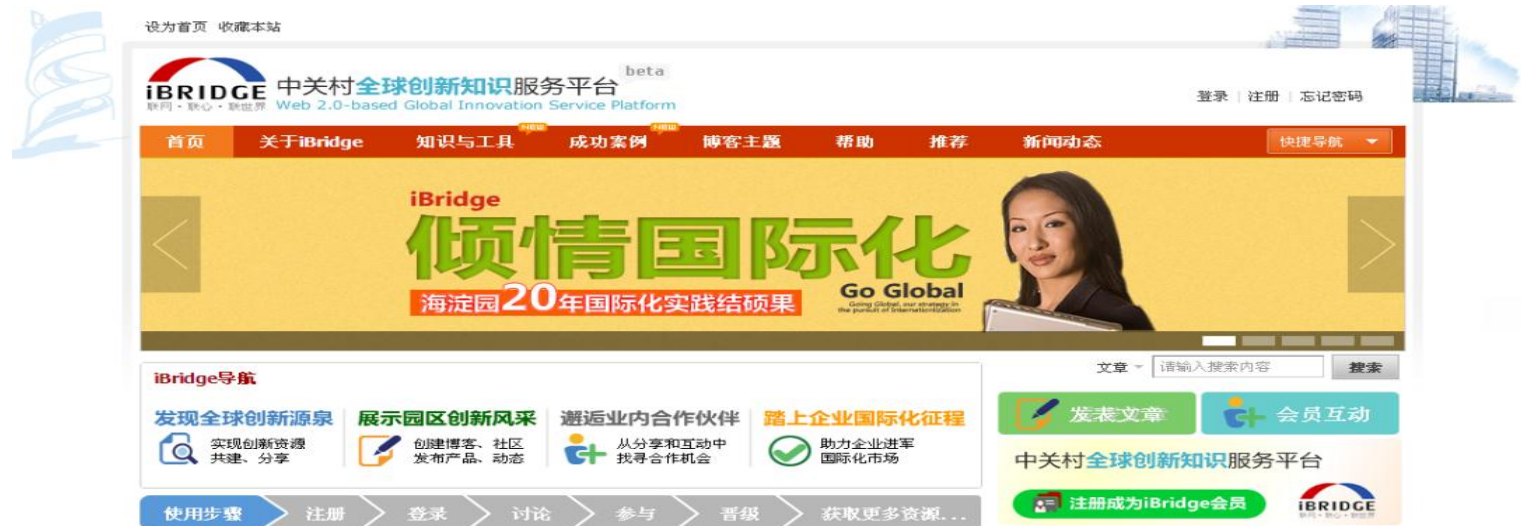 设为首页 收藏本站
iBRIDGE
联网·联心·联世界
中关村全球创新知识服务平台 beta
Web 2.0-based Global Innovation Service Platform
登录 注册 忘记密码
首页 关于iBridge 知识与工具 NEW 成功案例 NEW 博客主题 帮助 推荐 新闻动态 快捷导航
iBridge
倾情国际化
海淀园20年国际化实践结硕果
Go Global
Going Global, our strategy in
the pursuit of Internationlization
文章 请输入搜索内容 搜索
iBridge导航
发现全球创新源泉 展示园区创新风采 邂逅业内合作伙伴 踏上企业国际化征程
实现创新资源 创建博客、社区 从分享和互动中 助力企业进军
共建、分享 发布产品、动态 找寻合作机会 国际化市场
发表文章 会员互动
中关村全球创新知识服务平台
注册成为iBridge会员 iBRIDGE
使用步骤 注册 登录 讨论 参与 晋级 获取更多资源...